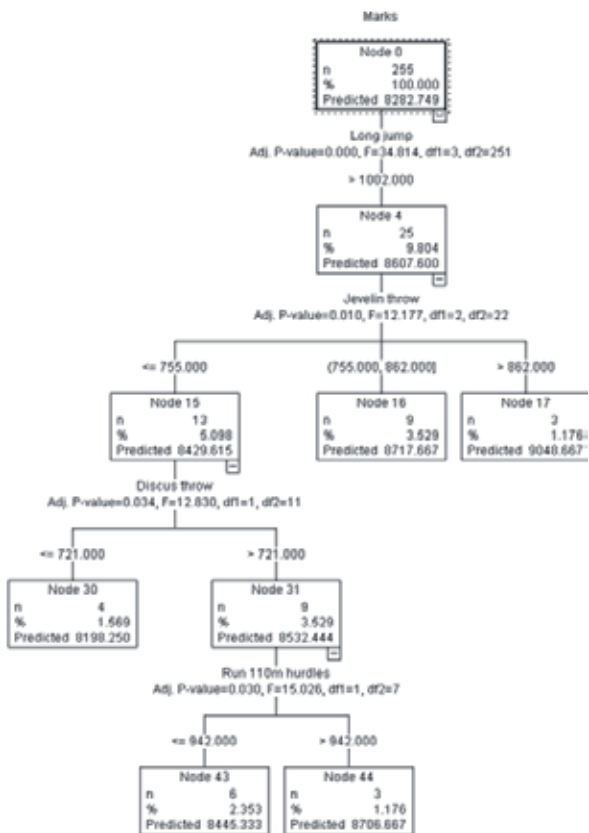 Marks
Node 0
n 255
% 100.000
Predicted 8282.749
Long jump
Adj. P-value=0.000, F=34.814, df1=3, df2=251
> 1002.000
Node 4
n 25
% 9.804
Predicted 8607.600
Jevelin throw
Adj. P-value=0.010, F=12.177, df1=2, df2=22
<= 755.000 (755.000, 862.000] > 862.000
Node 15 Node 16 Node 17
n 13 n 9 n 3
% 5.098 % 3.529 % 1.176
Predicted 8429.615 Predicted 8717.667 Predicted 9048.667
Discus throw
Adj. P-value=0.034, F=12.830, df1=1, df2=11
<= 721.000 > 721.000
Node 30 Node 31
n 4 n 9
% 1.569 % 3.529
Predicted 8198.250 Predicted 8532.444
Run 110m hurdles
Adj. P-value=0.030, F=15.026, df1=1, df2=7
<= 942.000 > 942.000
Node 43 Node 44
n 6 n 3
% 2.353 % 1.176
Predicted 8445.333 Predicted 8706.667